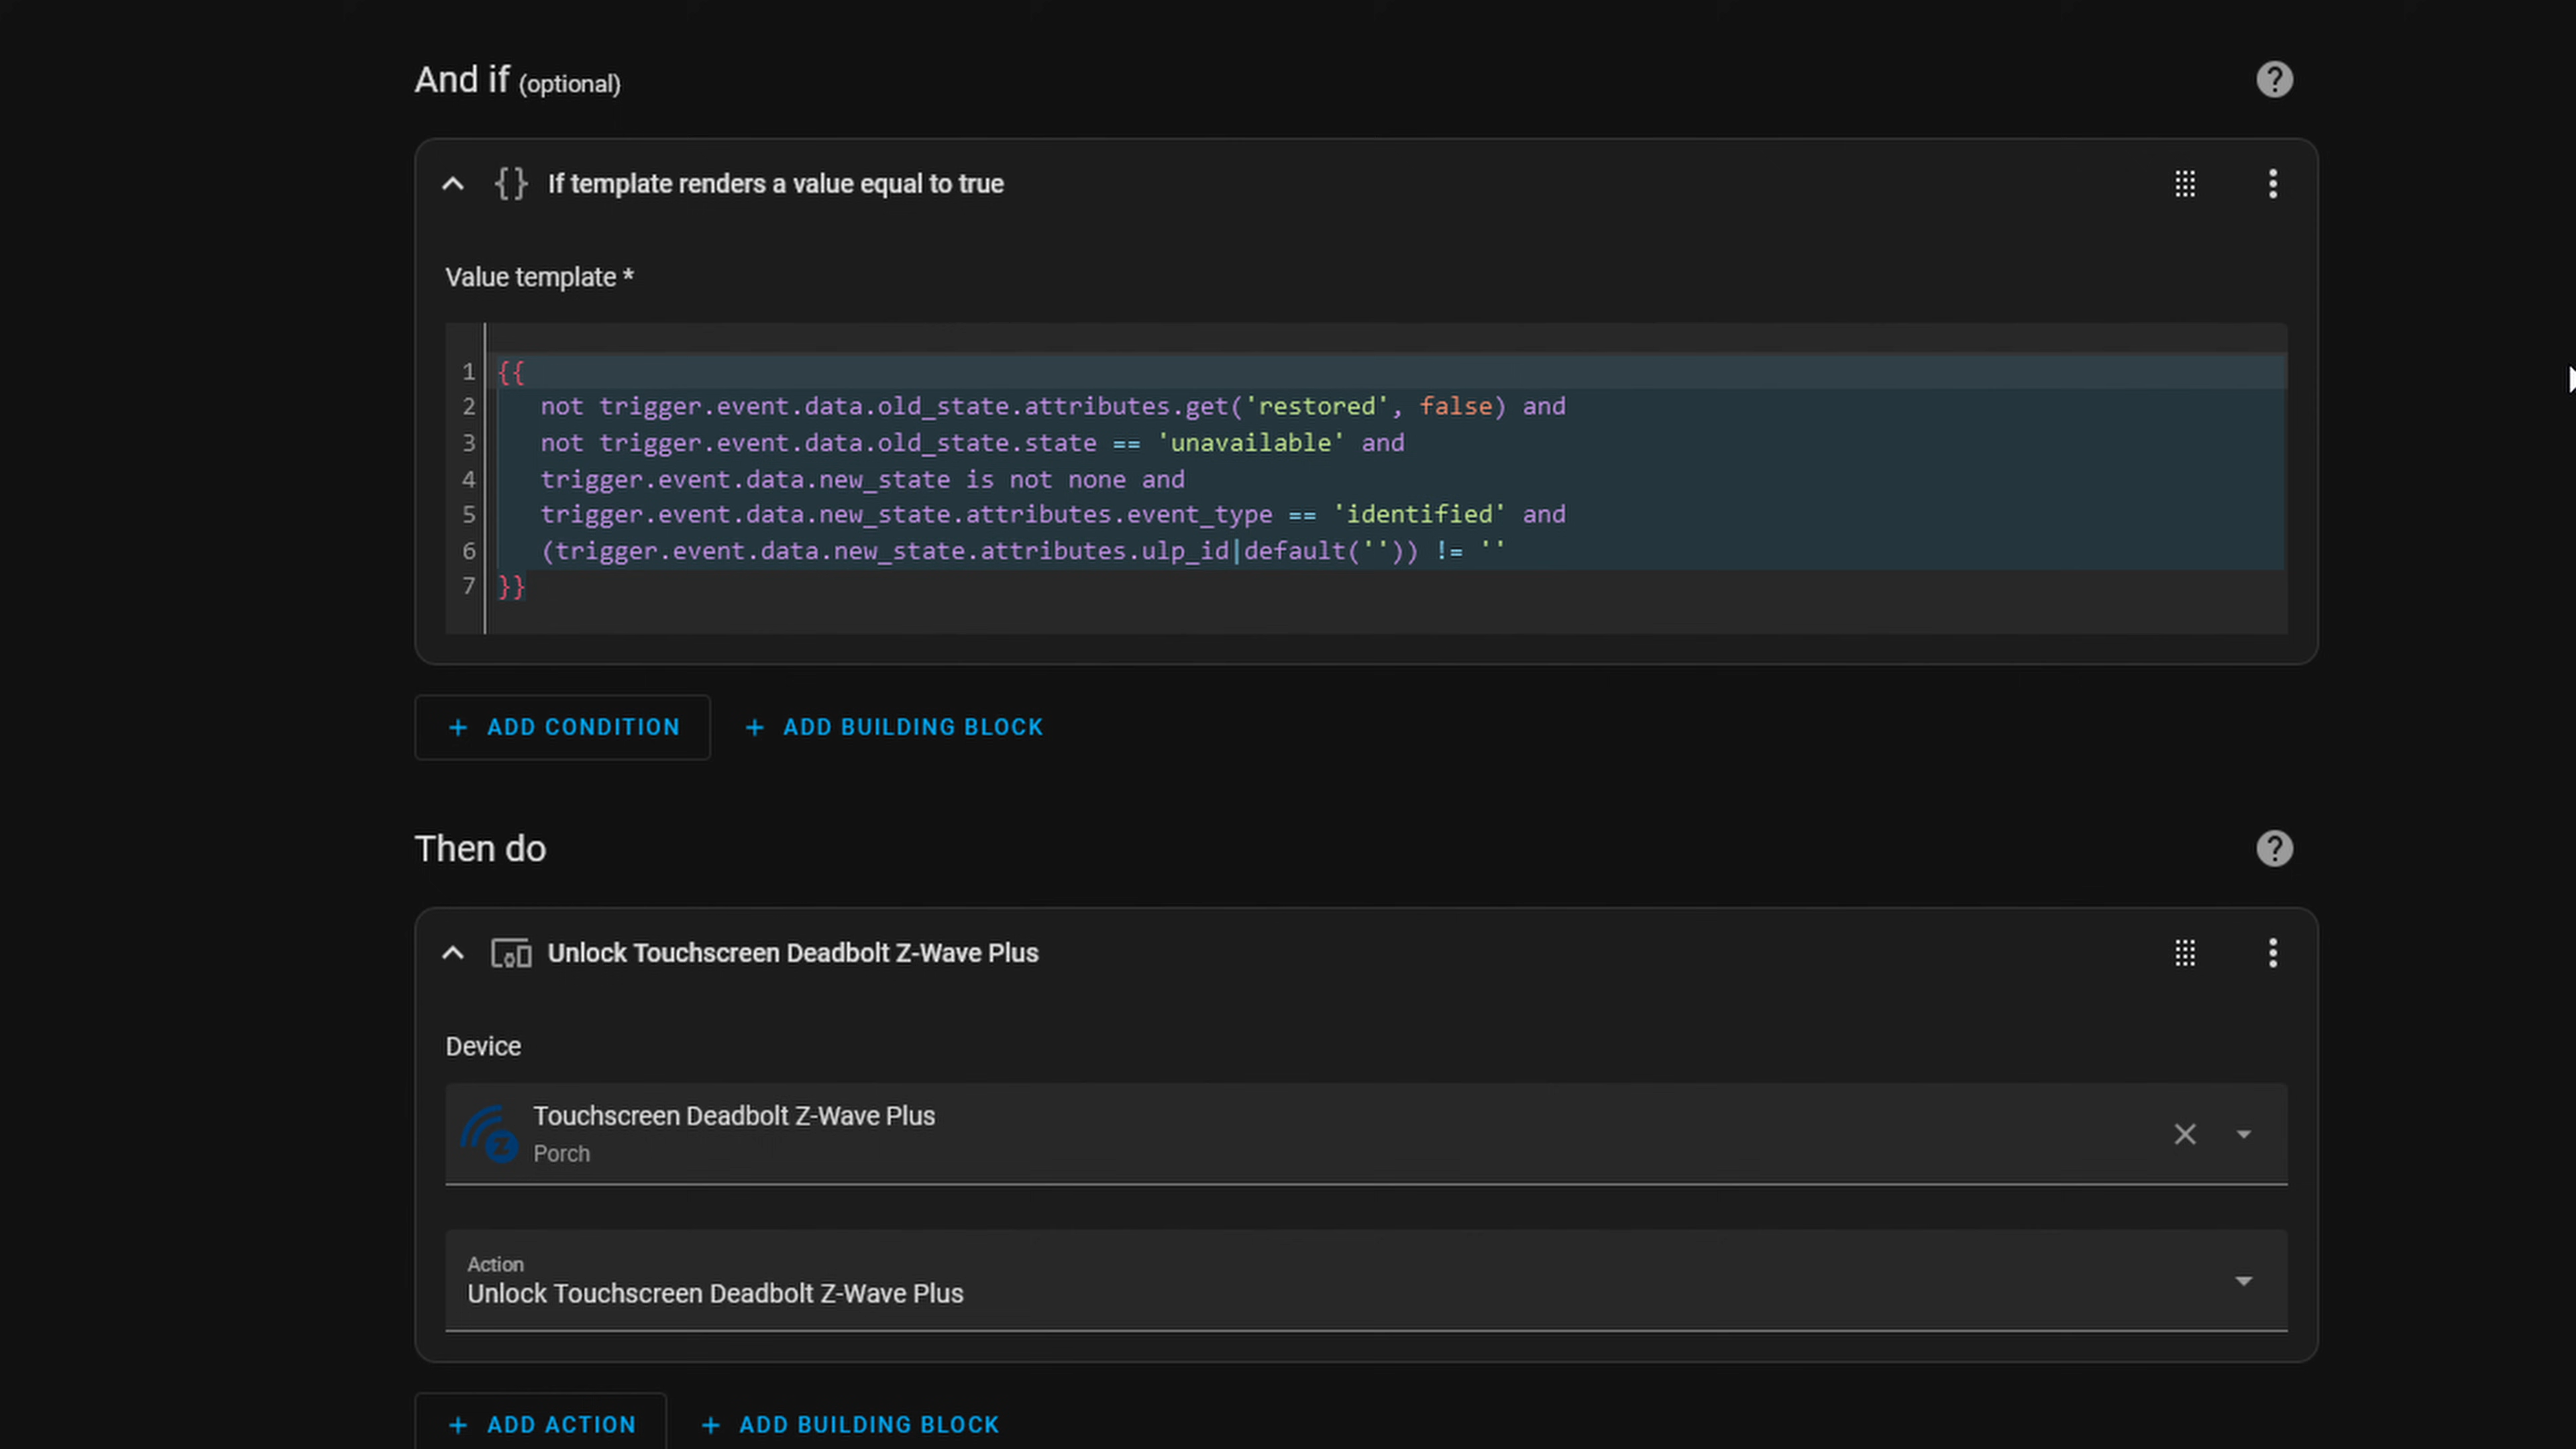 And if (optional)
If template renders a value equal to true
Value template *
1 {{
2 not trigger.event.data.old_state.attributes.get('restored', false) and
3 not trigger.event.data.old_state.state == 'unavailable' and
4 trigger.event.data.new_state is not none and
5 trigger.event.data.new_state.attributes.event_type == 'identified' and
6 (trigger.event.data.new_state.attributes.ulp_id|default('')) != ''
7 }}
+ ADD CONDITION + ADD BUILDING BLOCK
Then do
Unlock Touchscreen Deadbolt Z-Wave Plus
Device
Touchscreen Deadbolt Z-Wave Plus
Porch
Action
Unlock Touchscreen Deadbolt Z-Wave Plus
+ ADD ACTION + ADD BUILDING BLOCK